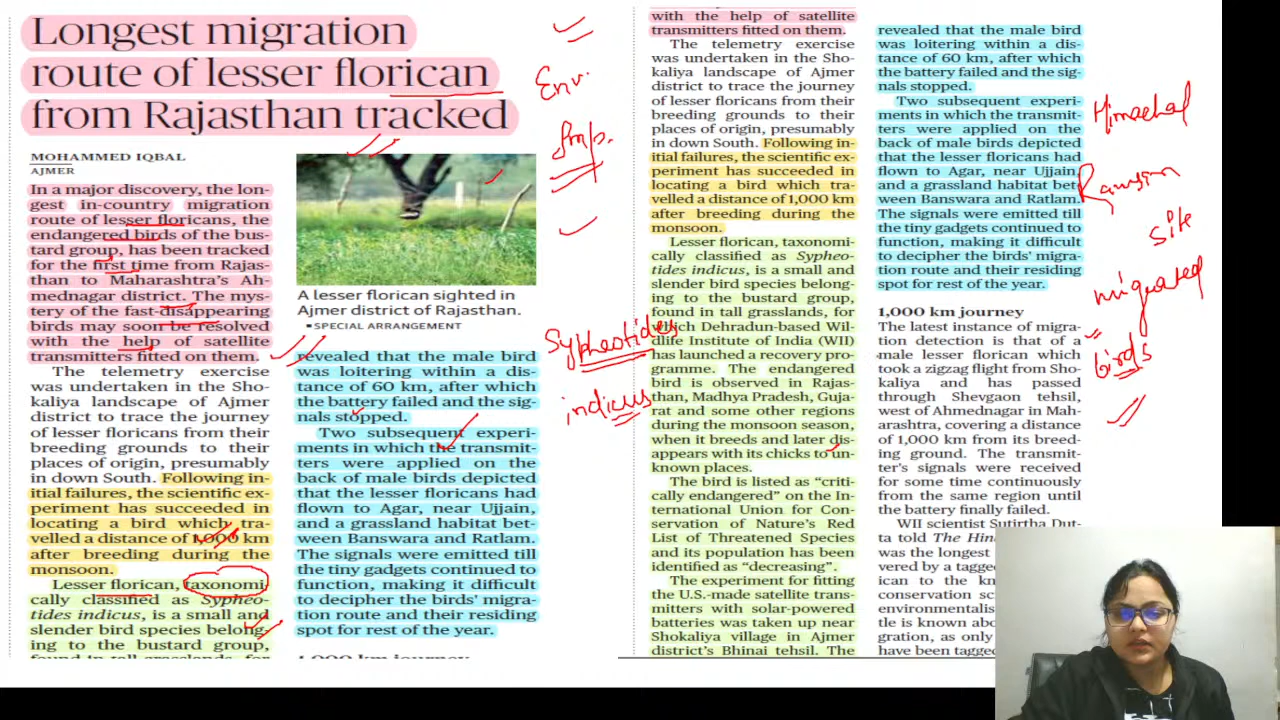 Longest migration
route of lesser florican
from Rajasthan tracked
MOHAMMED IQBAL
AJMER
In a major discovery, the lon-
gest in-country migration
route of lesser floricans, the
endangered birds of the bus-
tard group, has been tracked
for the first time from Rajas-
than to Maharashtra's Ah-
mednagar district. The mys-
tery of the fast-disappearing
birds may soon be resolved
with the help of satellite
transmitters fitted on them.
The telemetry exercise
was undertaken in the Sho-
kaliya landscape of Ajmer
district to trace the journey
of lesser floricans from their
breeding grounds to their
places of origin, presumably
in down South. Following in-
itial failures, the scientific ex-
periment has succeeded in
locating a bird which tra-
velled a distance of 1,000 km
after breeding during the
monsoon.
Lesser florican, taxonomi-
cally classified as Sypheo-
tides indicus, is a small and
slender bird species belong-
ing to the bustard group,
found in tall grasslands, for
A lesser florican sighted in
Ajmer district of Rajasthan.
▪ SPECIAL ARRANGEMENT
revealed that the male bird
was loitering within a dis-
tance of 60 km, after which
the battery failed and the sig-
nals stopped.
Two subsequent experi-
ments in which the transmit-
ters were applied on the
back of male birds depicted
that the lesser floricans had
flown to Agar, near Ujjain,
and a grassland habitat bet-
ween Banswara and Ratlam.
The signals were emitted till
the tiny gadgets continued to
function, making it difficult
to decipher the birds' migra-
tion route and their residing
spot for rest of the year.
1,000 km journey
Env.
Sypheotides
indicus
with the help of satellite
transmitters fitted on them.
The telemetry exercise
was undertaken in the Sho-
kaliya landscape of Ajmer
district to trace the journey
of lesser floricans from their
breeding grounds to their
places of origin, presumably
in down South. Following in-
itial failures, the scientific ex-
periment has succeeded in
locating a bird which tra-
velled a distance of 1,000 km
after breeding during the
monsoon.
Lesser florican, taxonomi-
cally classified as Sypheo-
tides indicus, is a small and
slender bird species belong-
ing to the bustard group,
found in tall grasslands, for
which Dehradun-based Wil-
dlife Institute of India (WII)
has launched a recovery pro-
gramme. The endangered
bird is observed in Rajas-
than, Madhya Pradesh, Guja-
rat and some other regions
during the monsoon season,
when it breeds and later dis-
appears with its chicks to un-
known places.
The bird is listed as "criti-
cally endangered" on the In-
ternational Union for Con-
servation of Nature's Red
List of Threatened Species
and its population has been
identified as "decreasing".
The experiment for fitting
the U.S.-made satellite trans-
mitters with solar-powered
batteries was taken up near
Shokaliya village in Ajmer
district's Bhinai tehsil. The
revealed that the male bird
was loitering within a dis-
tance of 60 km, after which
the battery failed and the sig-
nals stopped.
Two subsequent experi-
ments in which the transmit-
ters were applied on the
back of male birds depicted
that the lesser floricans had
flown to Agar, near Ujjain,
and a grassland habitat bet-
ween Banswara and Ratlam.
The signals were emitted till
the tiny gadgets continued to
function, making it difficult
to decipher the birds' migra-
tion route and their residing
spot for rest of the year.
1,000 km journey
The latest instance of migra-
tion detection is that of a
male lesser florican which
took a zigzag flight from Sho-
kaliya and has passed
through Shevgaon tehsil,
west of Ahmednagar in Mah-
arashtra, covering a distance
of 1,000 km from its breed-
ing ground. The transmit-
ter's signals were received
for some time continuously
from the same region until
the battery finally failed.
WII scientist Sutirtha Dut-
ta told The Hin
was the longest
vered by a tagged
ican to the kn
conservation sc
environmentalis
tle is known abo
gration, as only
have been tagged
Himachal
site
migrated
birds